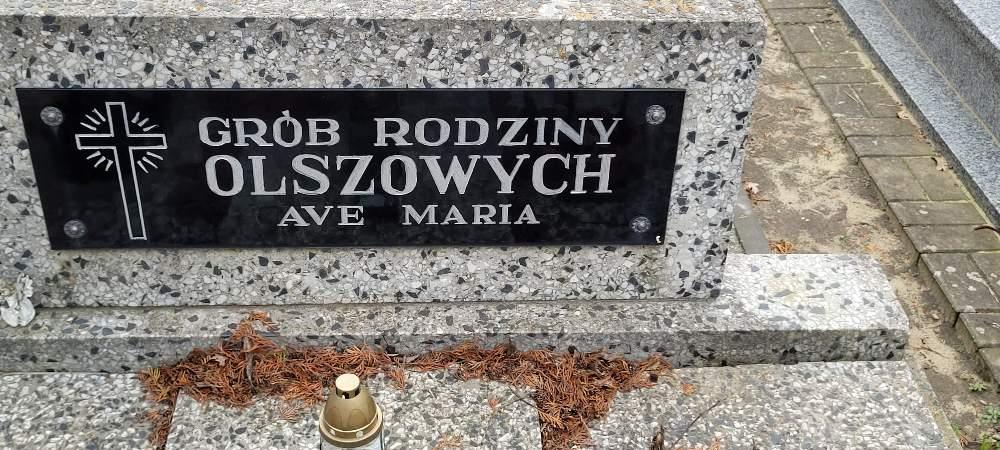 GRÓB RODZINY
OLSZOWYCH
AVE MARIA